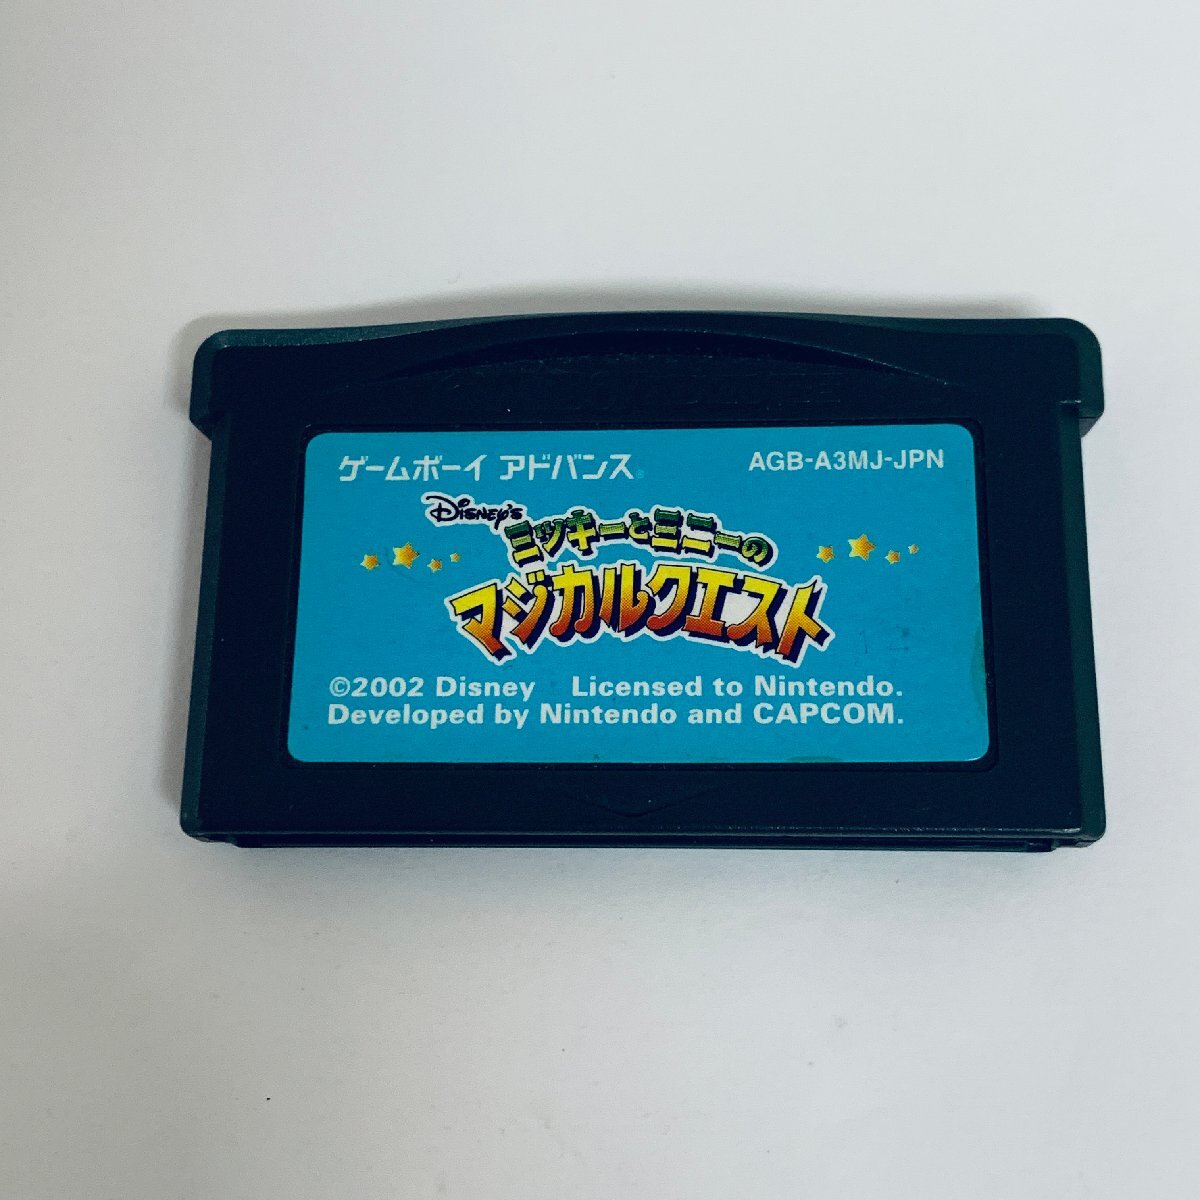 ゲームボーイ アドバンス
AGB-A3MJ-JPN
Disney's
ミッキーとミニーの
マジカルクエスト
©2002 Disney Licensed to Nintendo.
Developed by Nintendo and CAPCOM.